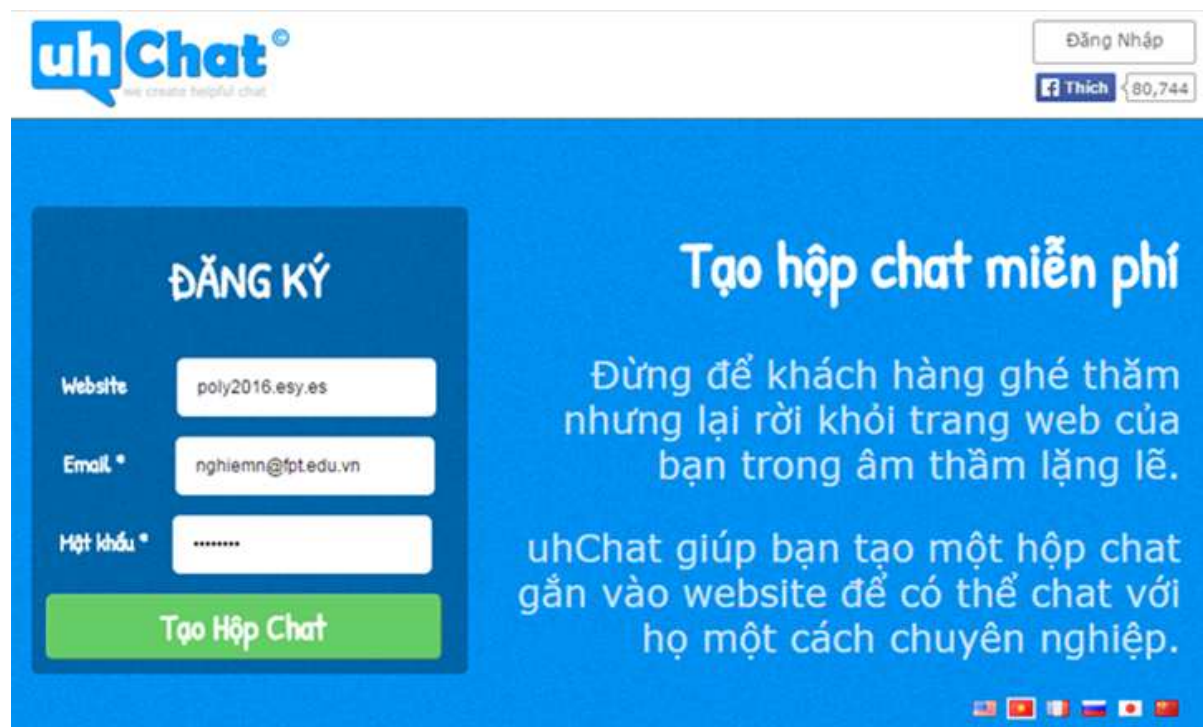 uhChat©
we create helpful chat
Đăng Nhập
Thích 80,744
ĐĂNG KÝ
Website poly2016.esy.es
Email * nghiemn@fpt.edu.vn
Mật khẩu * ••••••••
Tạo Hộp Chat
Tạo hộp chat miễn phí
Đừng để khách hàng ghé thăm
nhưng lại rời khỏi trang web của
bạn trong âm thầm lặng lẽ.
uhChat giúp bạn tạo một hộp chat
gắn vào website để có thể chat với
họ một cách chuyên nghiệp.